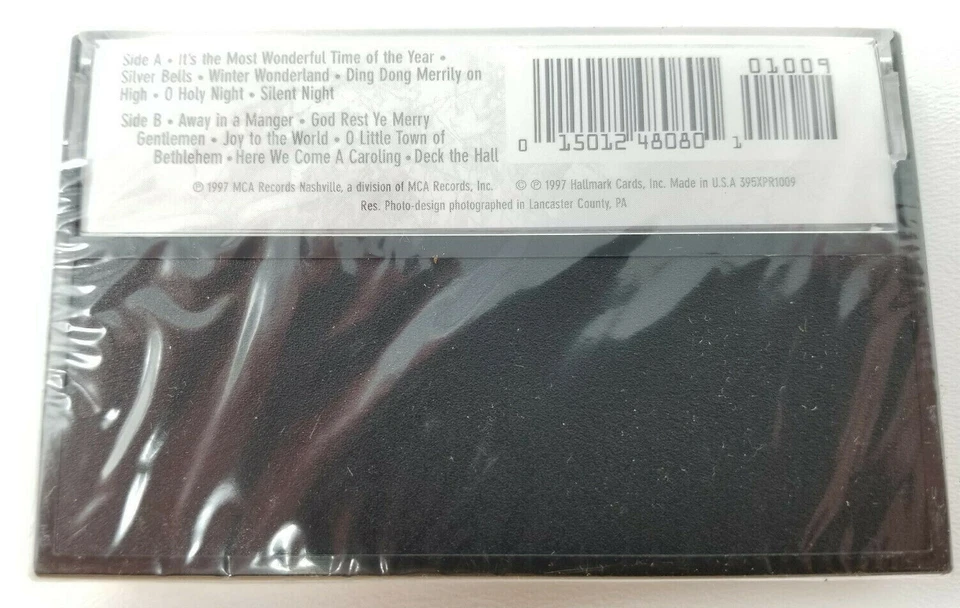 Side A • It's the Most Wonderful Time of the Year •
Silver Bells • Winter Wonderland • Ding Dong Merrily on
High • O Holy Night • Silent Night
Side B • Away in a Manger • God Rest Ye Merry
Gentlemen • Joy to the World • O Little Town of
Bethlehem • Here We Come A Caroling • Deck the Hall
01009
0 15012 48080 1
℗ 1997 MCA Records Nashville, a division of MCA Records, Inc. © ℗ 1997 Hallmark Cards, Inc. Made in U.S.A 395XPR1009
Res. Photo-design photographed in Lancaster County, PA